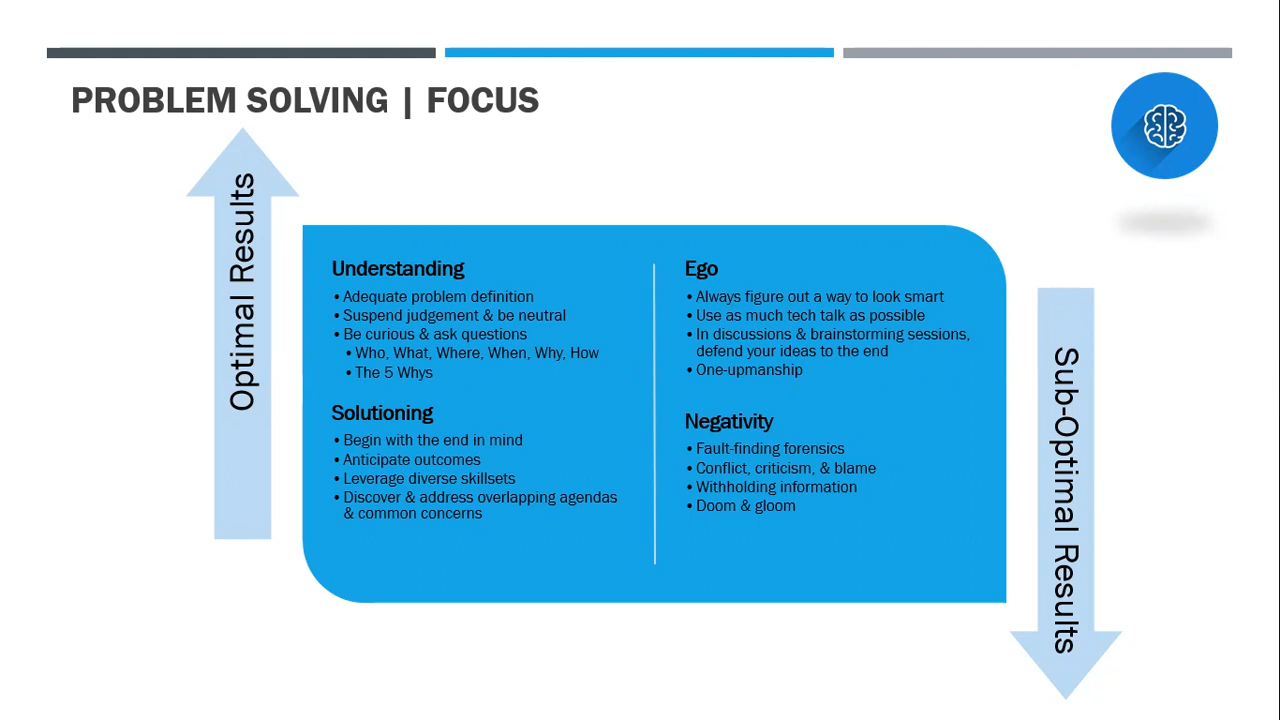 PROBLEM SOLVING | FOCUS
Optimal Results
Understanding
• Adequate problem definition
• Suspend judgement & be neutral
• Be curious & ask questions
• Who, What, Where, When, Why, How
• The 5 Whys
Solutioning
• Begin with the end in mind
• Anticipate outcomes
• Leverage diverse skillsets
• Discover & address overlapping agendas
& common concerns
Ego
• Always figure out a way to look smart
• Use as much tech talk as possible
• In discussions & brainstorming sessions,
defend your ideas to the end
• One-upmanship
Negativity
• Fault-finding forensics
• Conflict, criticism, & blame
• Withholding information
• Doom & gloom
Sub-Optimal Results